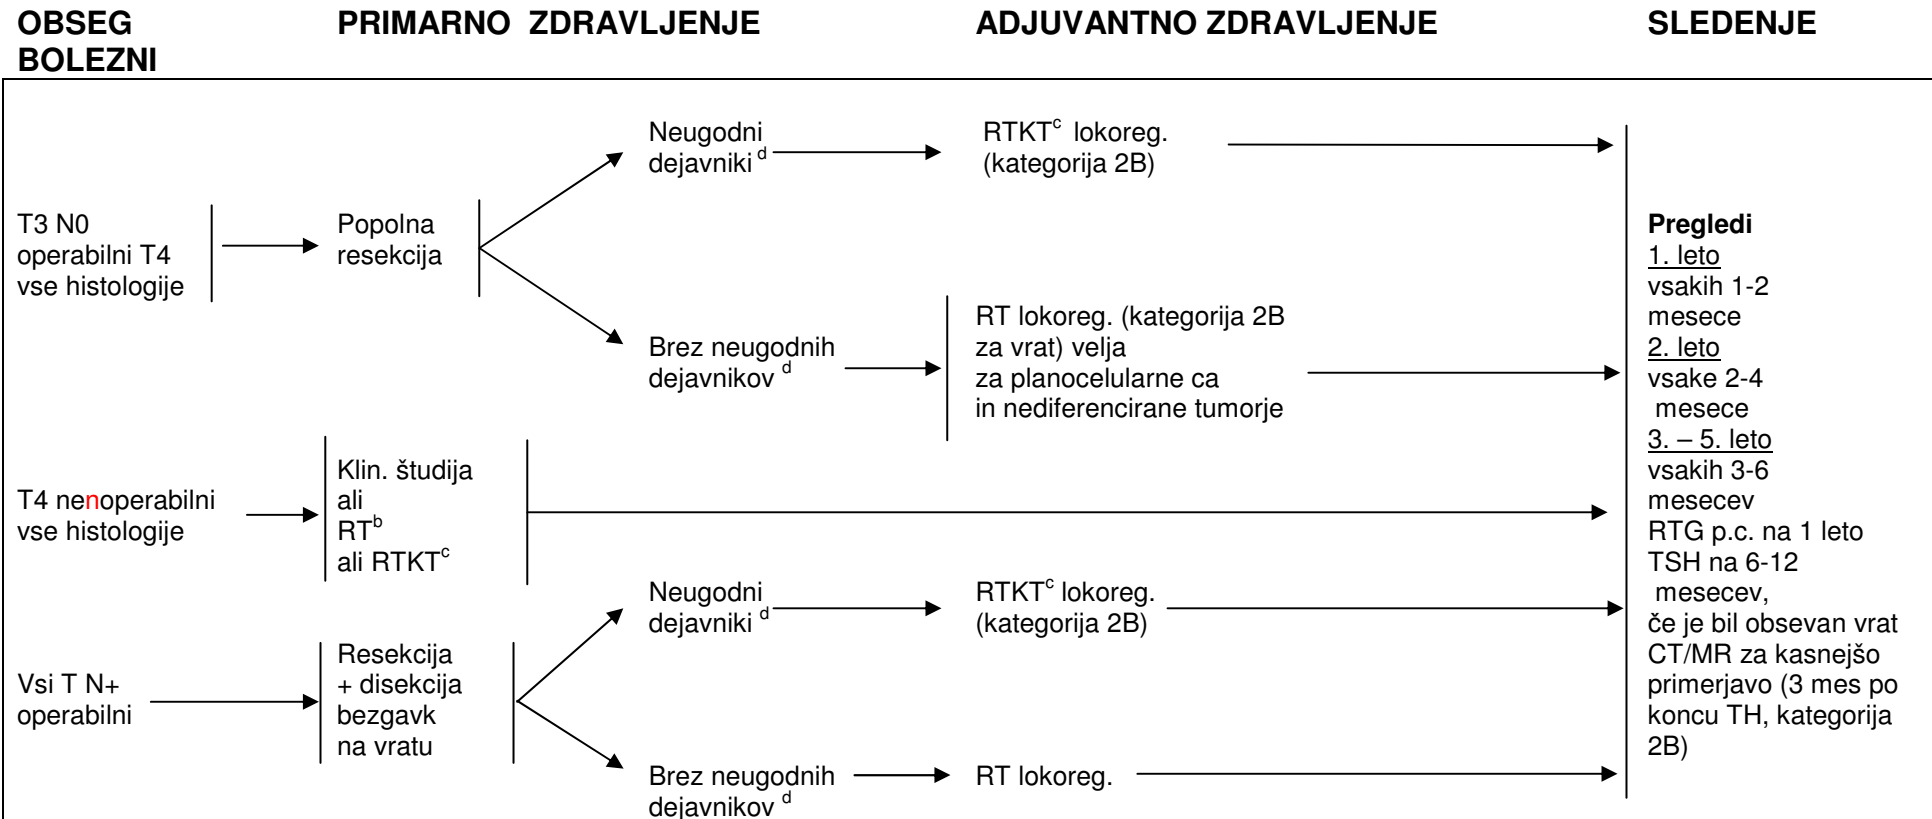 OBSEG
BOLEZNI
PRIMARNO ZDRAVLJENJE
ADJUVANTNO ZDRAVLJENJE
SLEDENJE
T3 N0
operabilni T4
vse histologije
Popolna
resekcija
Neugodni
dejavniki d
RTKTc lokoreg.
(kategorija 2B)
Brez neugodnih
dejavnikov d
RT lokoreg. (kategorija 2B
za vrat) velja
za planocelularne ca
in nediferencirane tumorje
T4 nenoperabilni
vse histologije
Klin. študija
ali
RTb
ali RTKTc
Vsi T N+
operabilni
Resekcija
+ disekcija
bezgavk
na vratu
Neugodni
dejavniki d
RTKTc lokoreg.
(kategorija 2B)
Brez neugodnih
dejavnikov d
RT lokoreg.
Pregledi
1. leto
vsakih 1-2
mesece
2. leto
vsake 2-4
mesece
3. – 5. leto
vsakih 3-6
mesecev
RTG p.c. na 1 leto
TSH na 6-12
mesecev,
če je bil obsevan vrat
CT/MR za kasnejšo
primerjavo (3 mes po
koncu TH, kategorija
2B)